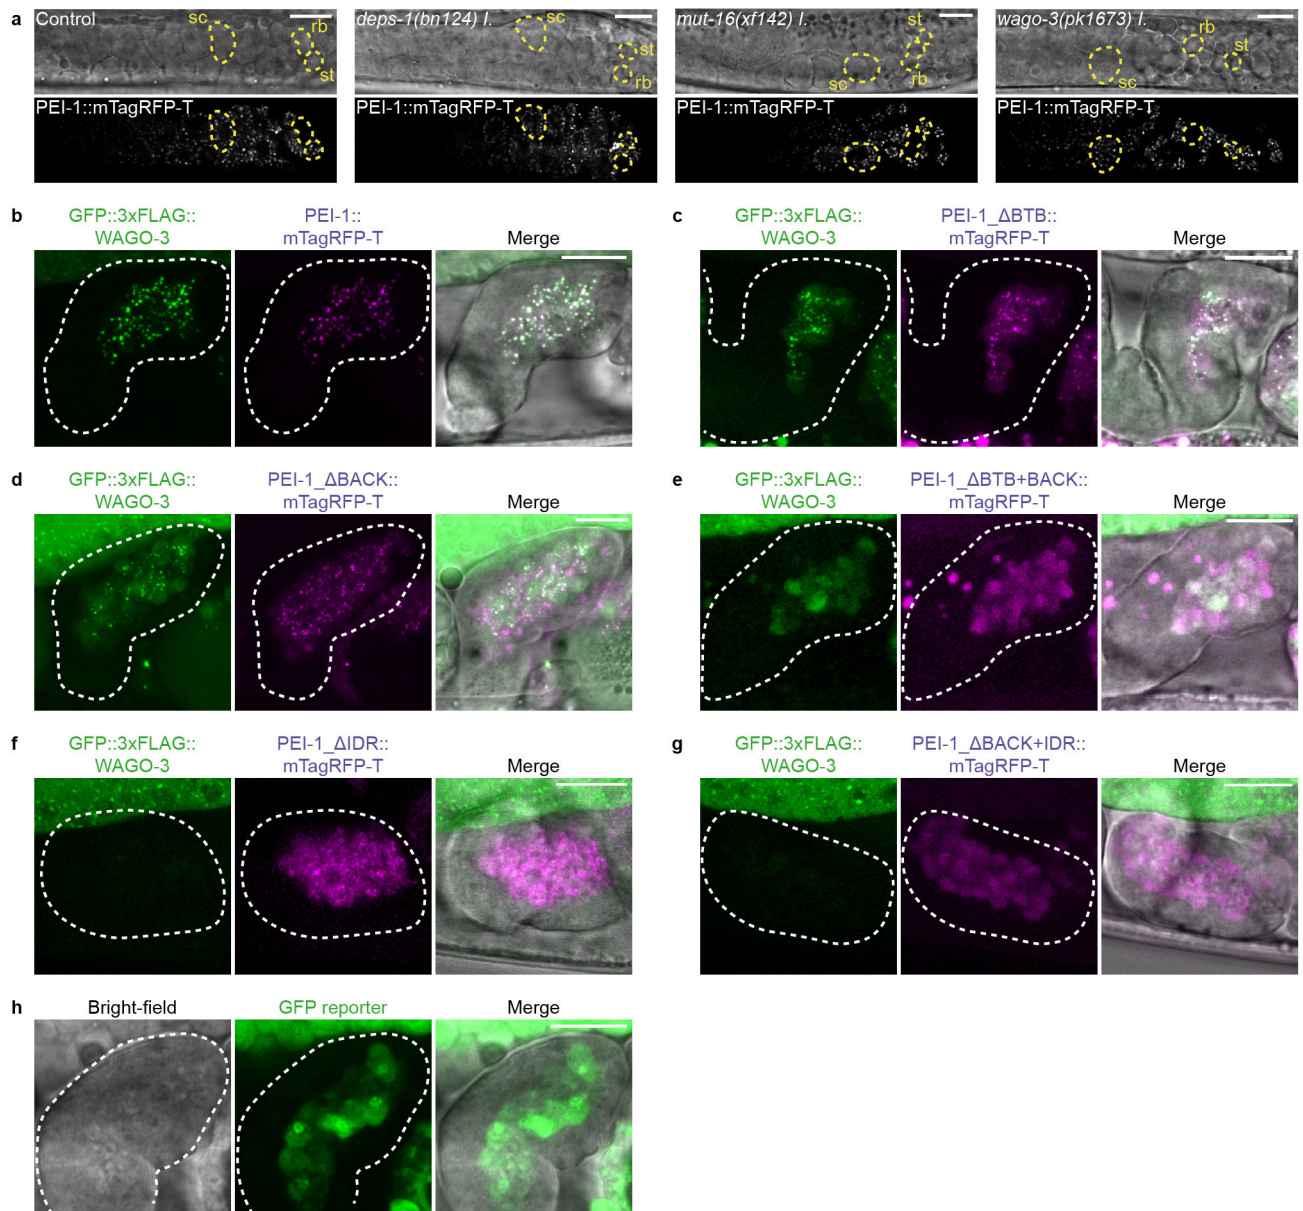 a
Control
sc
rb
st
deps-1(bn124) I.
sc
st
rb
mut-16(xf142) I.
st
sc
rb
wago-3(pk1673) I.
rb
st
sc
PEI-1::mTagRFP-T
PEI-1::mTagRFP-T
PEI-1::mTagRFP-T
PEI-1::mTagRFP-T
b
GFP::3xFLAG::
WAGO-3
PEI-1::
mTagRFP-T
Merge
c
GFP::3xFLAG::
WAGO-3
PEI-1_ΔBTB::
mTagRFP-T
Merge
d
GFP::3xFLAG::
WAGO-3
PEI-1_ΔBACK::
mTagRFP-T
Merge
e
GFP::3xFLAG::
WAGO-3
PEI-1_ΔBTB+BACK::
mTagRFP-T
Merge
f
GFP::3xFLAG::
WAGO-3
PEI-1_ΔIDR::
mTagRFP-T
Merge
g
GFP::3xFLAG::
WAGO-3
PEI-1_ΔBACK+IDR::
mTagRFP-T
Merge
h
Bright-field
GFP reporter
Merge